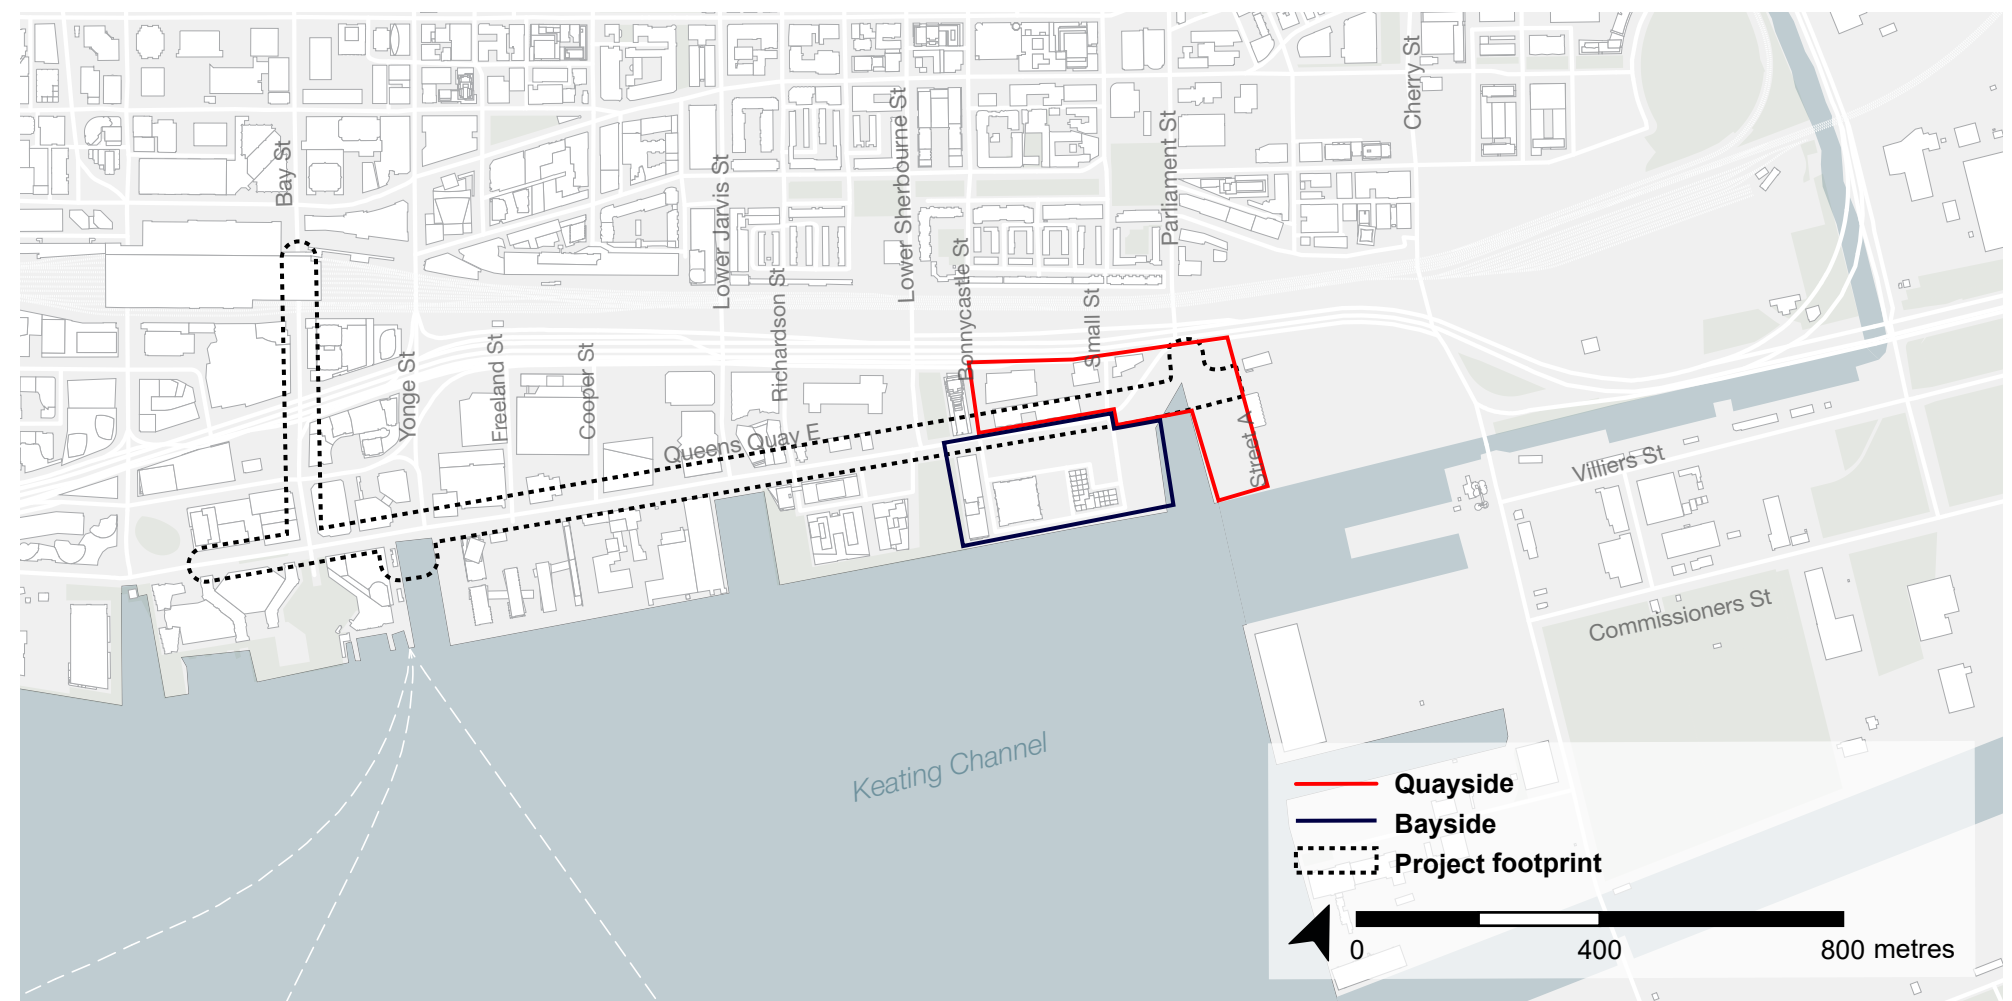 Cherry St
Bay St
Lower Sherbourne St
Parliament St
Lower Jarvis St
Bonnycastle St
Richardson St
Small St
Freeland St
Cooper St
Yonge St
Queens Quay E
Street A
Villiers St
Commissioners St
Keating Channel
Quayside
Bayside
Project footprint
0 400 800 metres